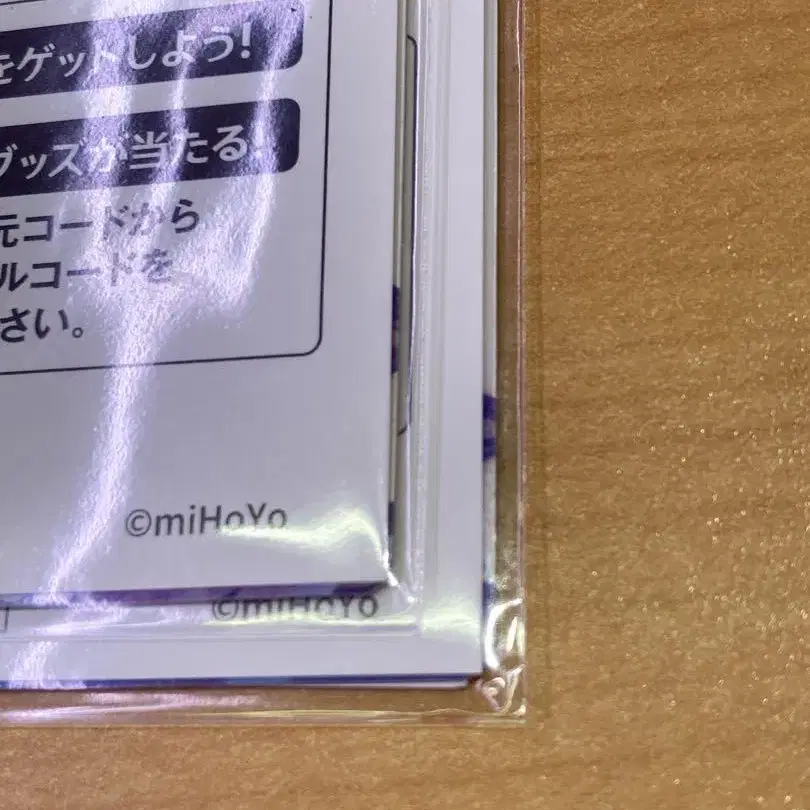 をゲットしよう!
グッズが当たる!
元コードから
ルコードを
さい。
©miHoYo
©miHoYo